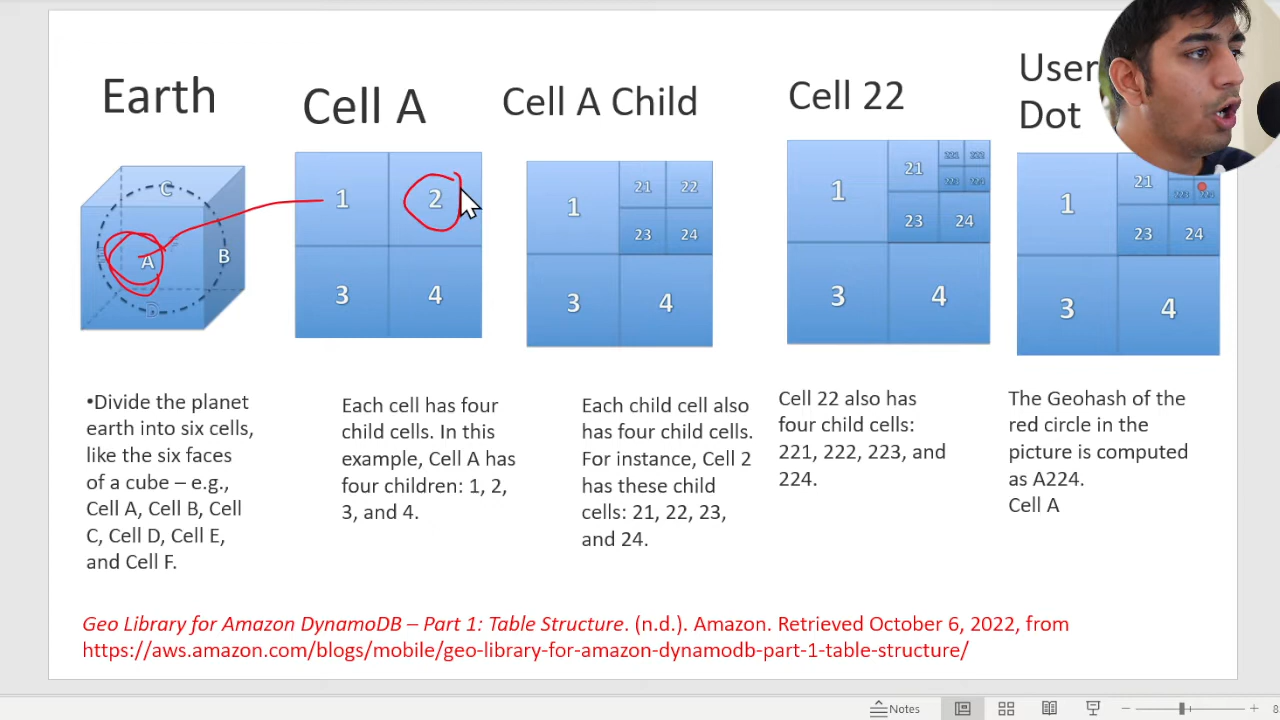 Earth
Cell A
Cell A Child
Cell 22
User
Dot
C
A
B
D
1
2
3
4
1
21
22
23
24
3
4
1
21
221
222
223
224
23
24
3
4
1
21
223
224
23
24
3
4
•Divide the planet
earth into six cells,
like the six faces
of a cube – e.g.,
Cell A, Cell B, Cell
C, Cell D, Cell E,
and Cell F.
Each cell has four
child cells. In this
example, Cell A has
four children: 1, 2,
3, and 4.
Each child cell also
has four child cells.
For instance, Cell 2
has these child
cells: 21, 22, 23,
and 24.
Cell 22 also has
four child cells:
221, 222, 223, and
224.
The Geohash of the
red circle in the
picture is computed
as A224.
Cell A
Geo Library for Amazon DynamoDB – Part 1: Table Structure. (n.d.). Amazon. Retrieved October 6, 2022, from
https://aws.amazon.com/blogs/mobile/geo-library-for-amazon-dynamodb-part-1-table-structure/
Notes